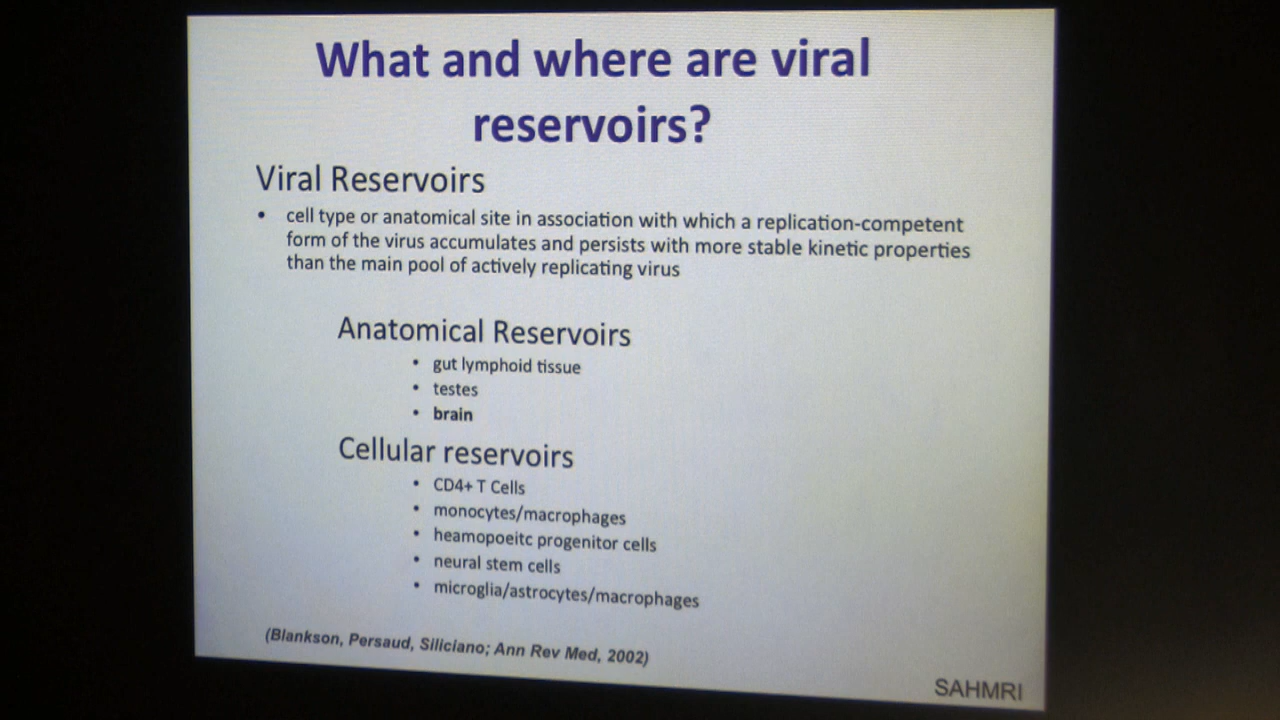 What and where are viral
reservoirs?
Viral Reservoirs
• cell type or anatomical site in association with which a replication-competent
form of the virus accumulates and persists with more stable kinetic properties
than the main pool of actively replicating virus
Anatomical Reservoirs
• gut lymphoid tissue
• testes
• brain
Cellular reservoirs
• CD4+ T Cells
• monocytes/macrophages
• heamopoeitc progenitor cells
• neural stem cells
• microglia/astrocytes/macrophages
(Blankson, Persaud, Siliciano; Ann Rev Med, 2002)
SAHMRI